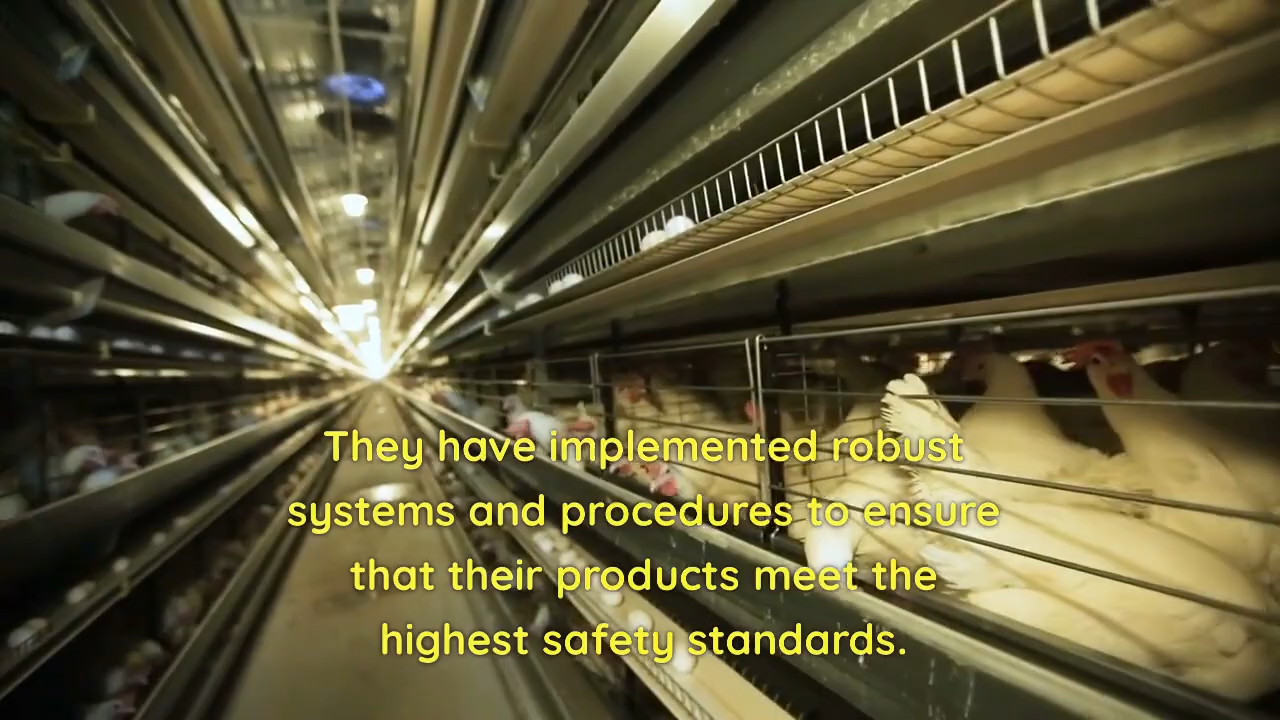 They have implemented robust
systems and procedures to ensure
that their products meet the
highest safety standards.